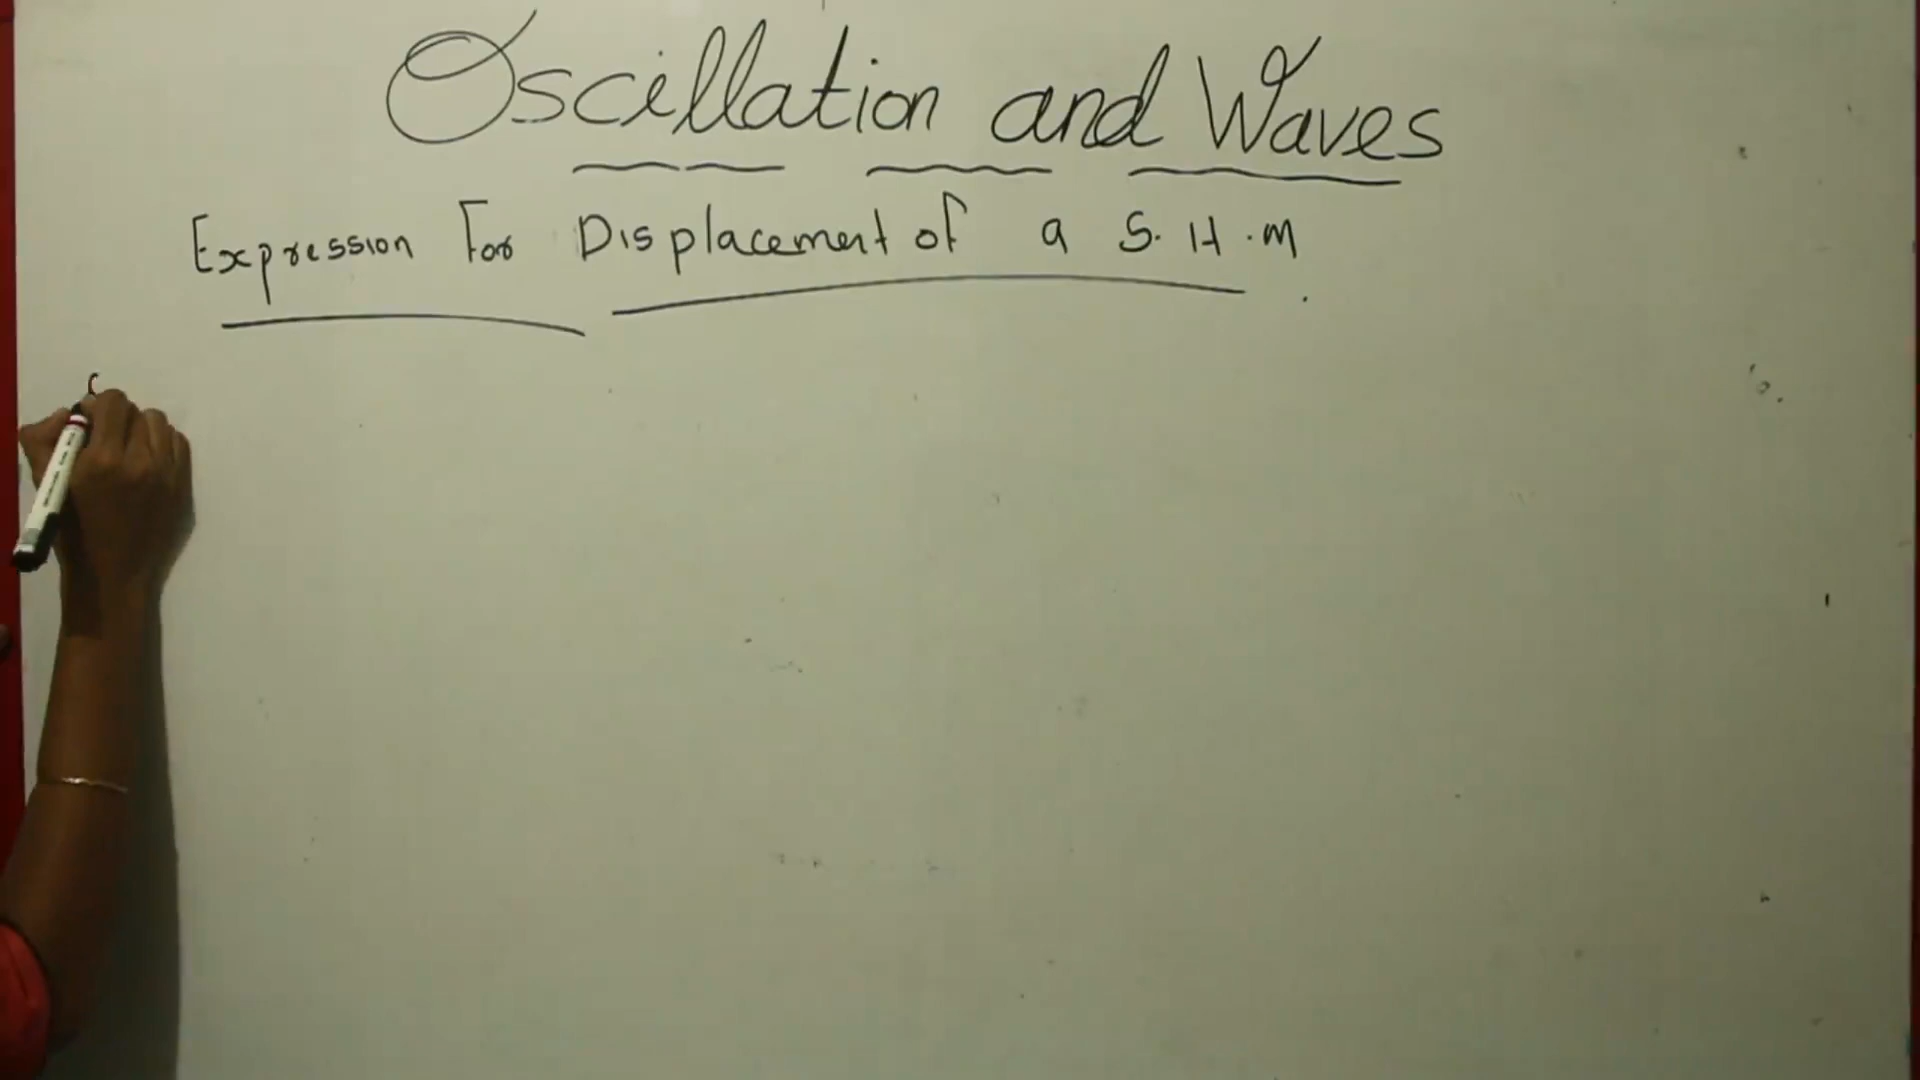 Oscillation and Waves
Expression For Displacement of a S.H.M